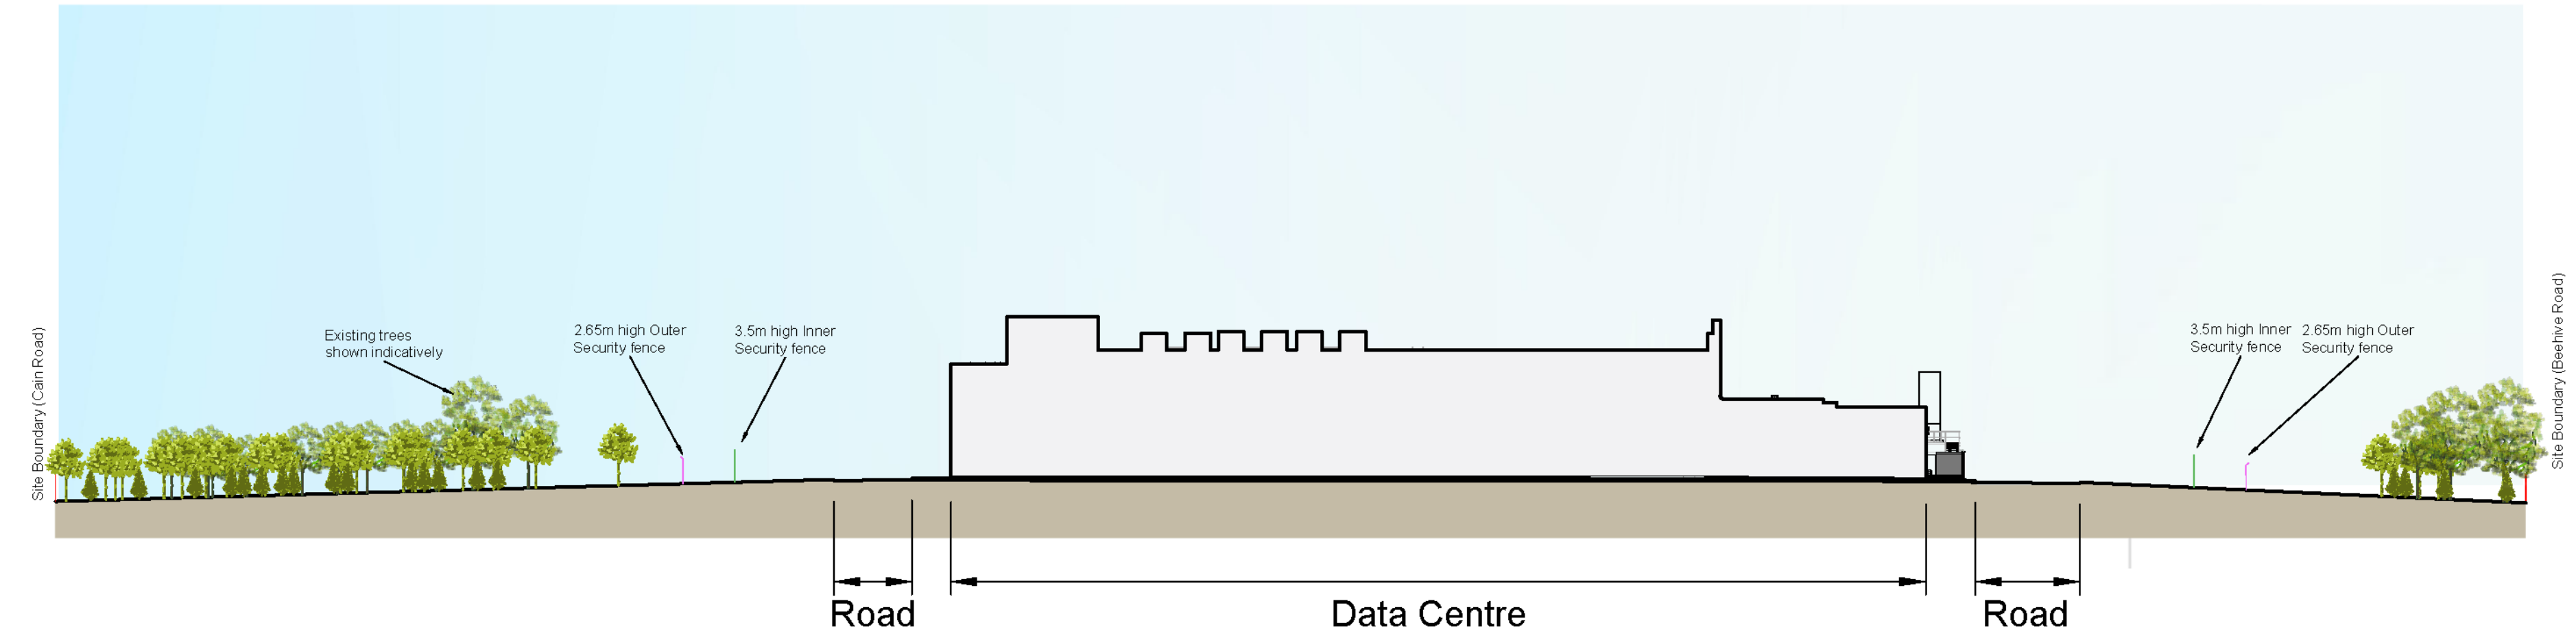 Site Boundary (Cain Road)
Existing trees
shown indicatively
2.65m high Outer
Security fence
3.5m high Inner
Security fence
3.5m high Inner
Security fence
2.65m high Outer
Security fence
Site Boundary (Beehive Road)
Road
Data Centre
Road